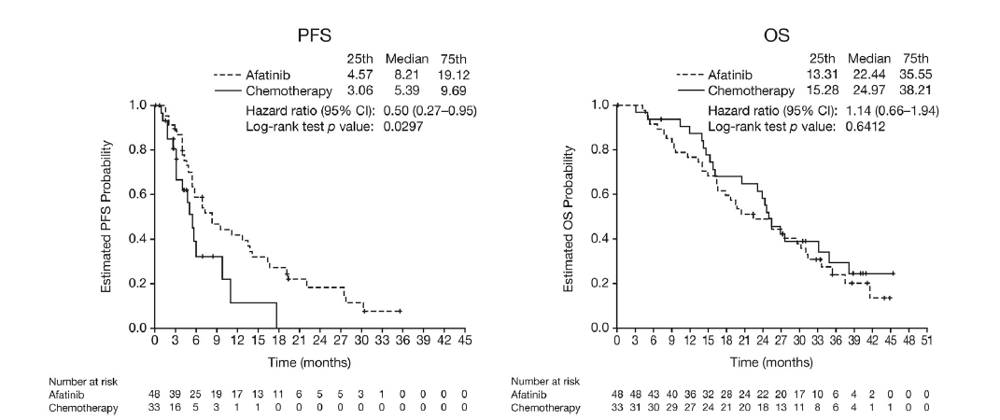 PFS
25th Median 75th
Afatinib 4.57 8.21 19.12
Chemotherapy 3.06 5.39 9.69
Hazard ratio (95% CI): 0.50 (0.27–0.95)
Log-rank test p value: 0.0297
Estimated PFS Probability
1.0
0.8
0.6
0.4
0.2
0.0
0 3 6 9 12 15 18 21 24 27 30 33 36 39 42 45
Time (months)
Number at risk
Afatinib 48 39 25 19 17 13 11 6 5 5 3 1 0 0 0 0
Chemotherapy 33 16 5 3 1 1 0 0 0 0 0 0 0 0 0 0
OS
25th Median 75th
Afatinib 13.31 22.44 35.55
Chemotherapy 15.28 24.97 38.21
Hazard ratio (95% CI): 1.14 (0.66–1.94)
Log-rank test p value: 0.6412
Estimated OS Probability
1.0
0.8
0.6
0.4
0.2
0.0
0 3 6 9 12 15 18 21 24 27 30 33 36 39 42 45 48 51
Time (months)
Number at risk
Afatinib 48 48 43 40 36 32 28 24 22 20 17 10 6 4 2 0 0 0
Chemotherapy 33 31 30 29 27 24 21 20 18 13 11 8 6 4 1 1 0 0